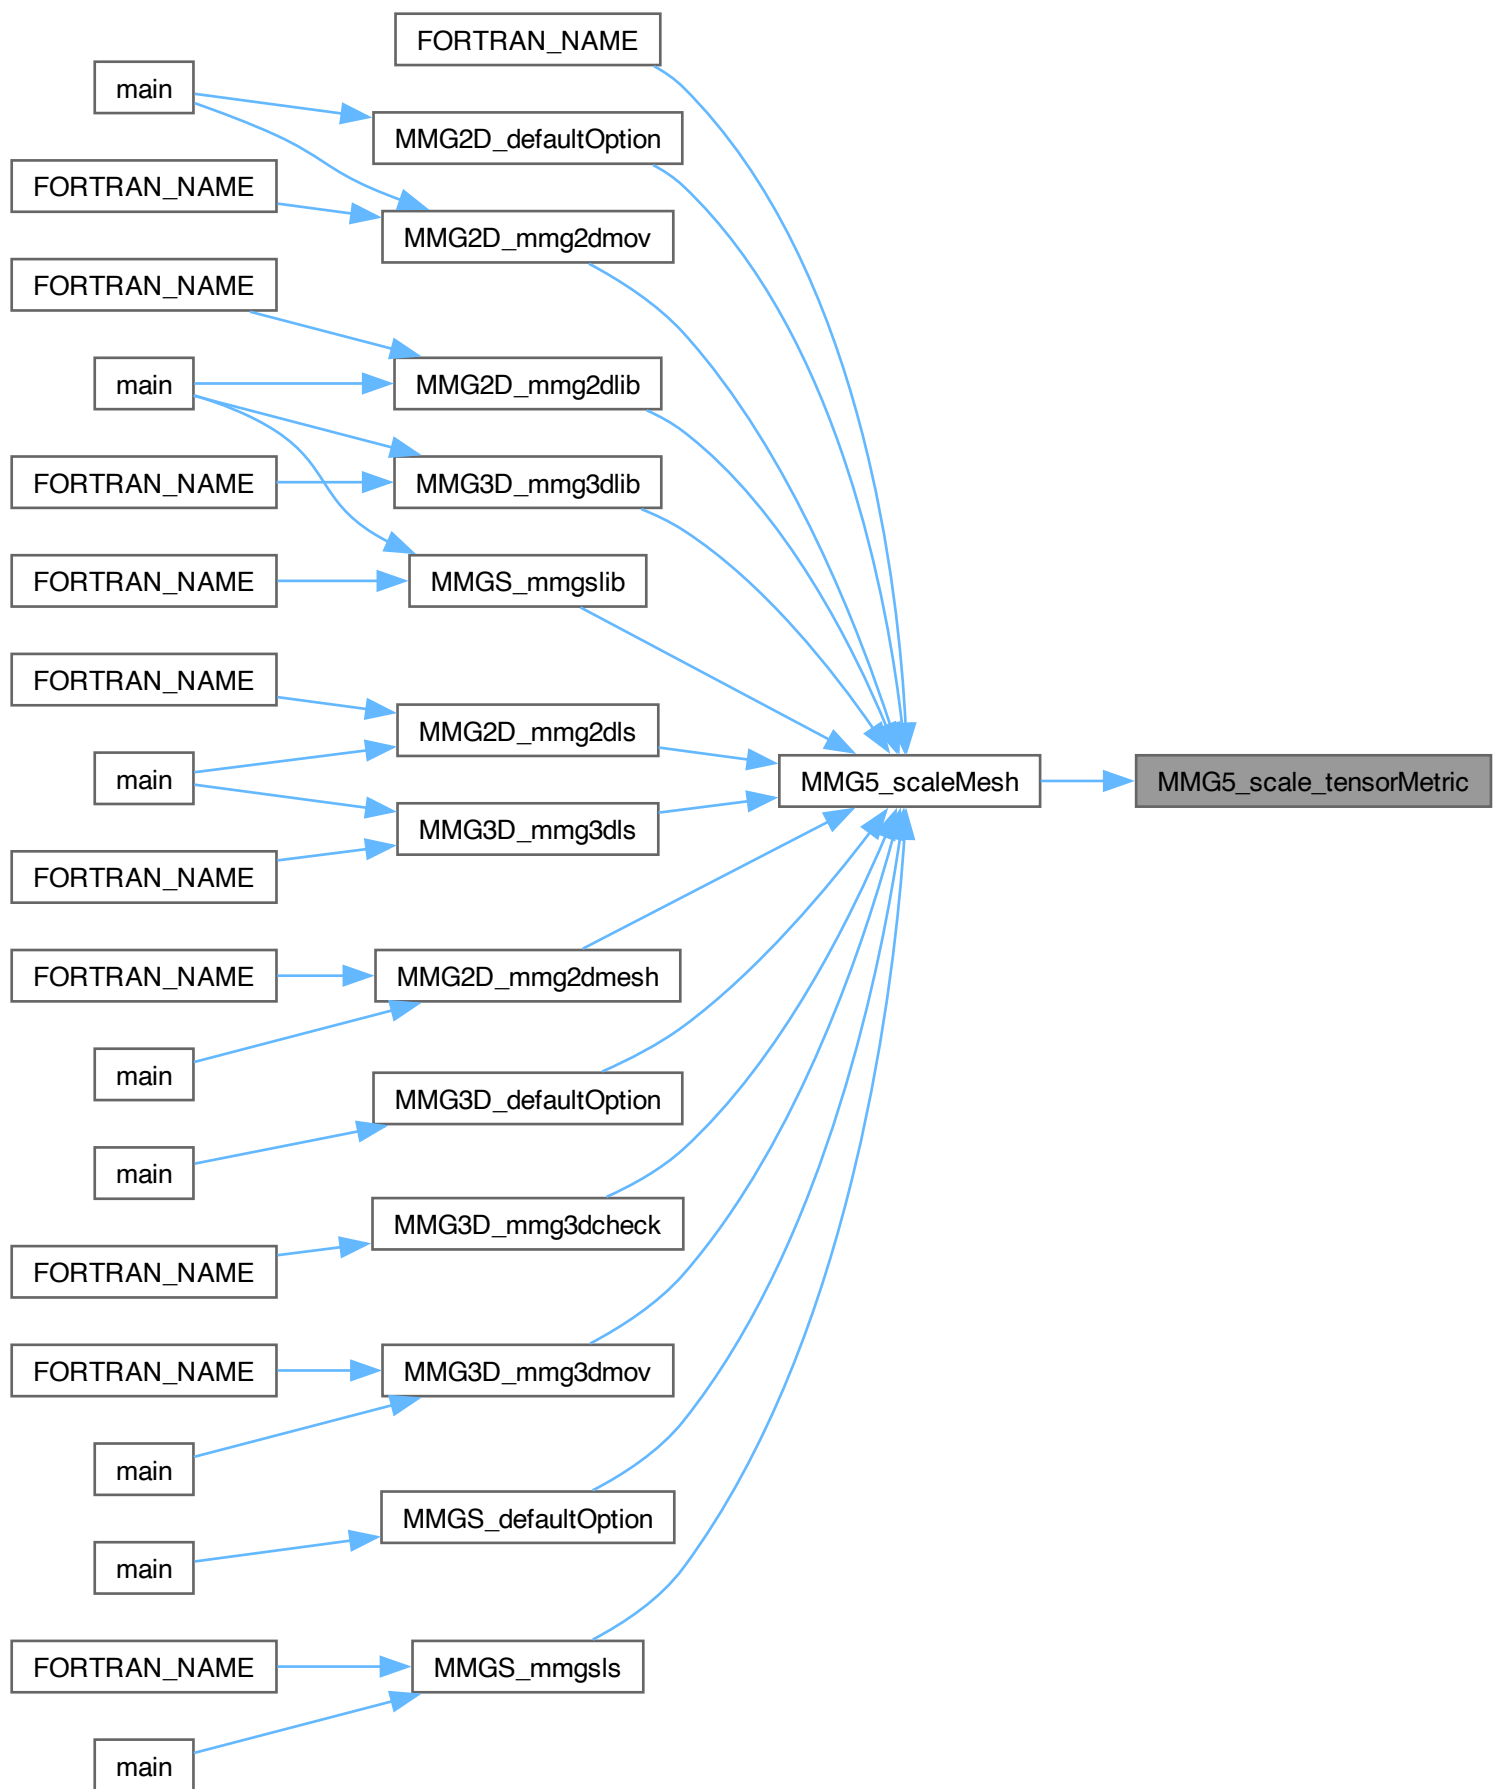 FORTRAN_NAME
main
MMG2D_defaultOption
FORTRAN_NAME
MMG2D_mmg2dmov
FORTRAN_NAME
main
MMG2D_mmg2dlib
FORTRAN_NAME
MMG3D_mmg3dlib
FORTRAN_NAME
MMGS_mmgslib
FORTRAN_NAME
MMG2D_mmg2dls
main
MMG5_scaleMesh
MMG5_scale_tensorMetric
MMG3D_mmg3dls
FORTRAN_NAME
FORTRAN_NAME
MMG2D_mmg2dmesh
main
MMG3D_defaultOption
main
MMG3D_mmg3dcheck
FORTRAN_NAME
FORTRAN_NAME
MMG3D_mmg3dmov
main
MMGS_defaultOption
main
FORTRAN_NAME
MMGS_mmgsls
main